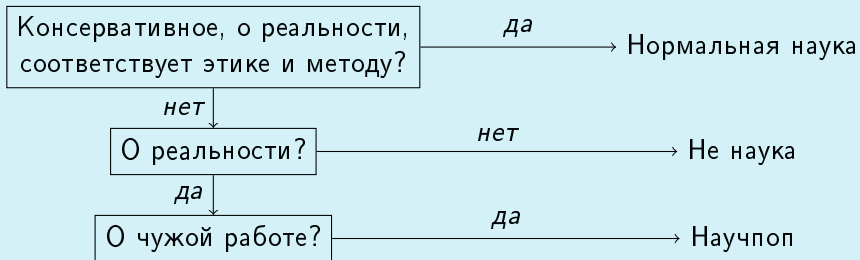 Консервативное, о реальности,
соответствует этике и методу?
да
Нормальная наука
нет
О реальности?
нет
Не наука
да
О чужой работе?
да
Научпоп